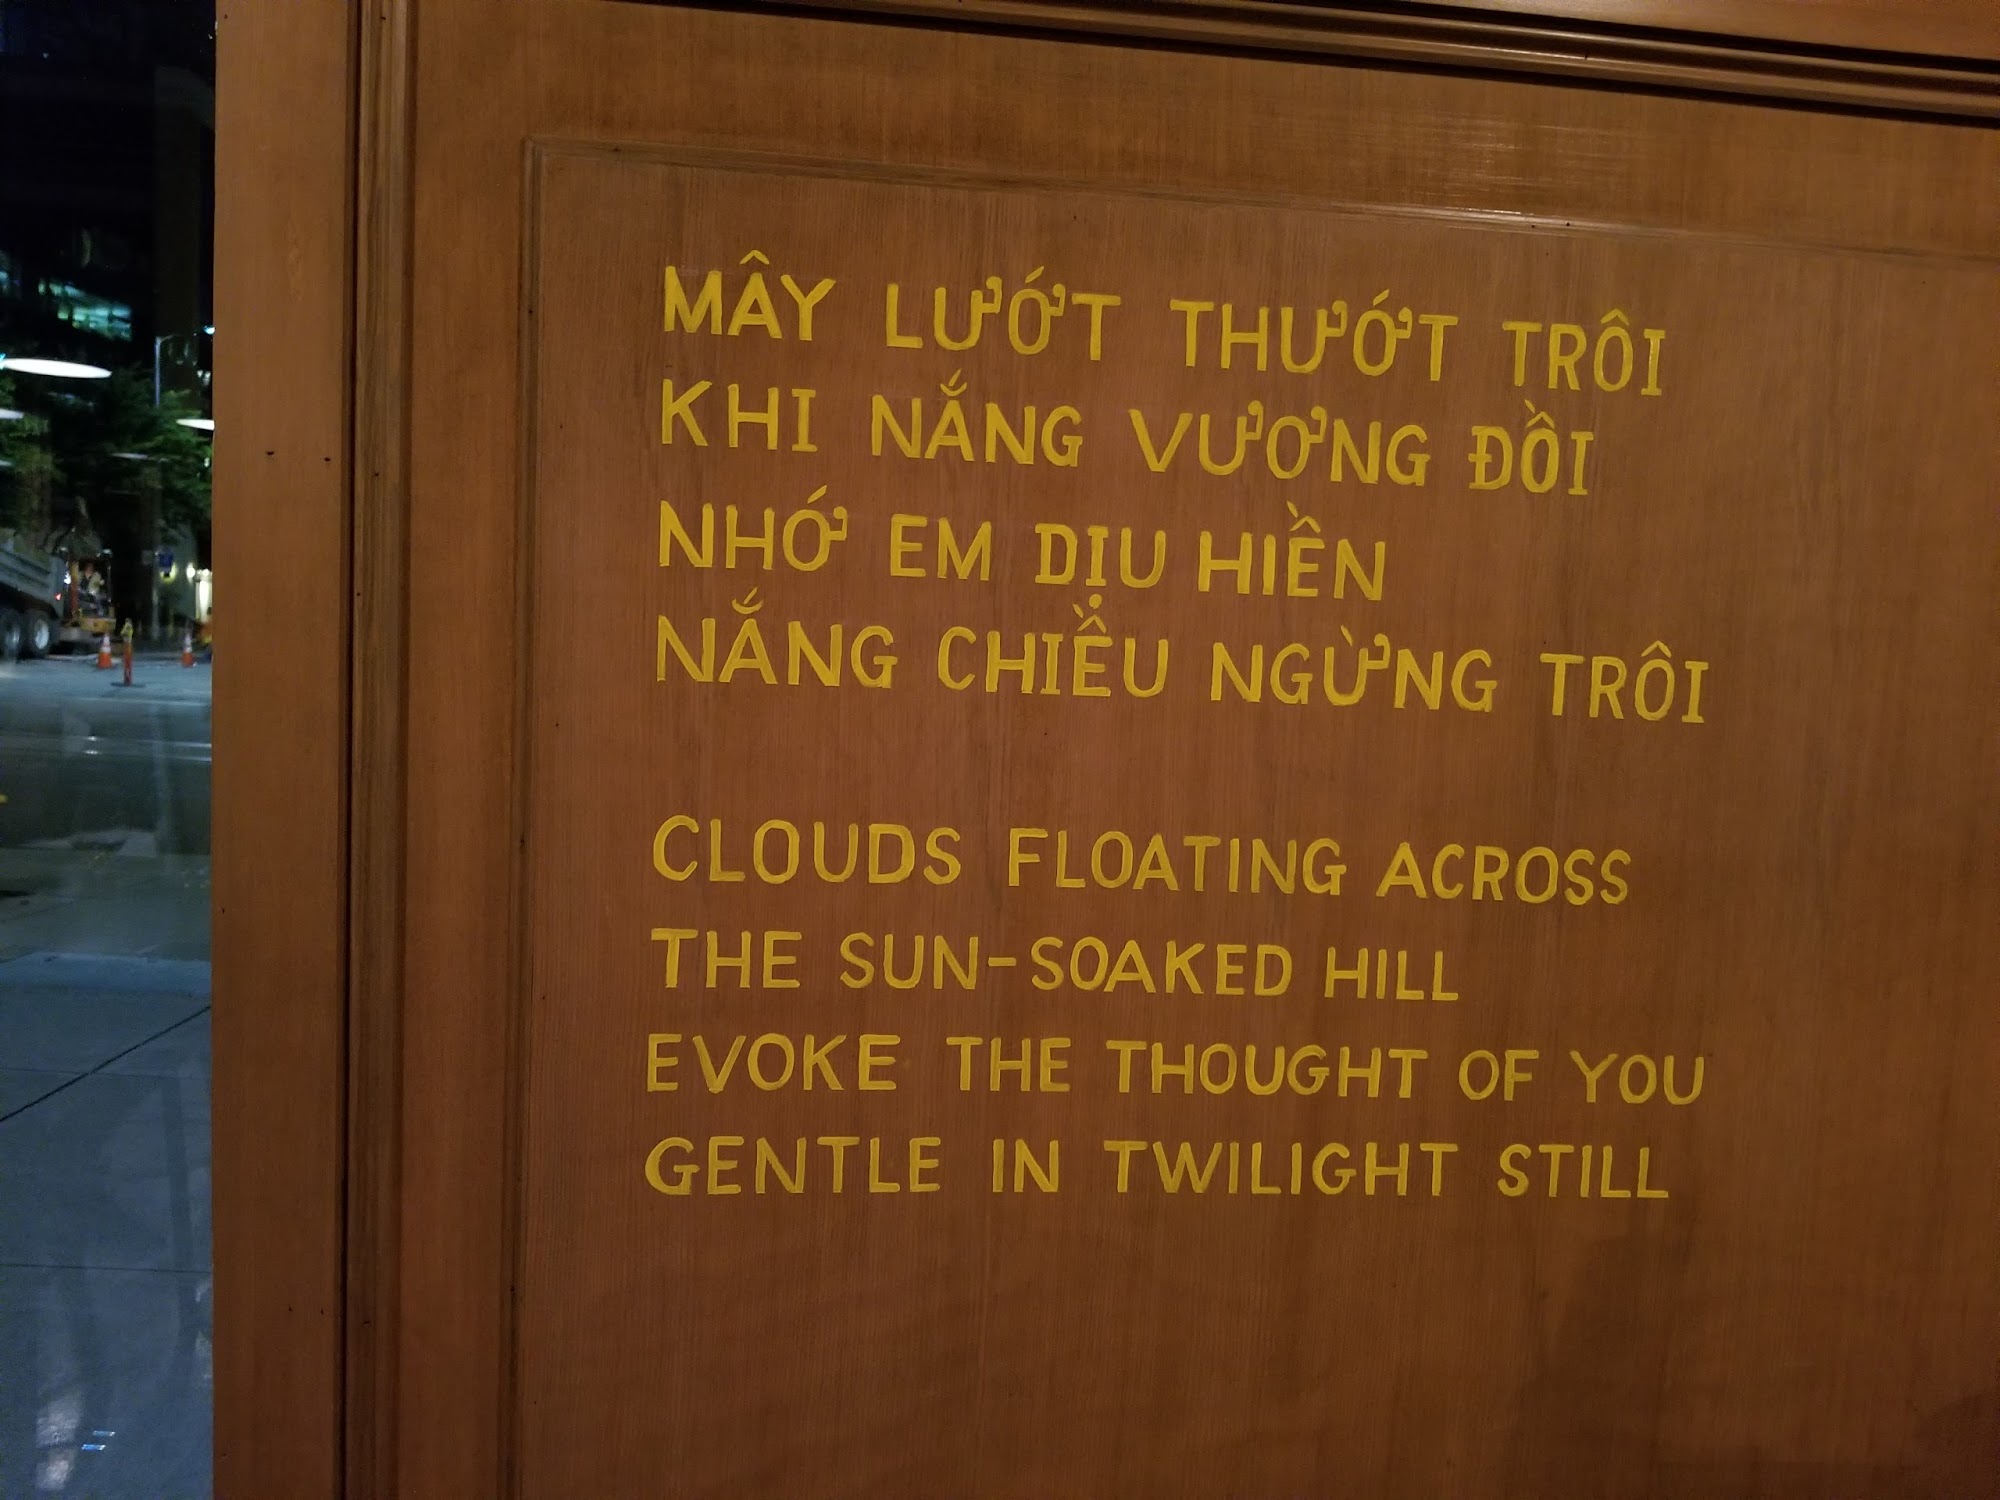 MÂY LƯỚT THƯỚT TRÔI
KHI NẮNG VƯƠNG ĐỒI
NHỚ EM DỊU HIỀN
NẮNG CHIỀU NGỪNG TRÔI
CLOUDS FLOATING ACROSS
THE SUN-SOAKED HILL
EVOKE THE THOUGHT OF YOU
GENTLE IN TWILIGHT STILL